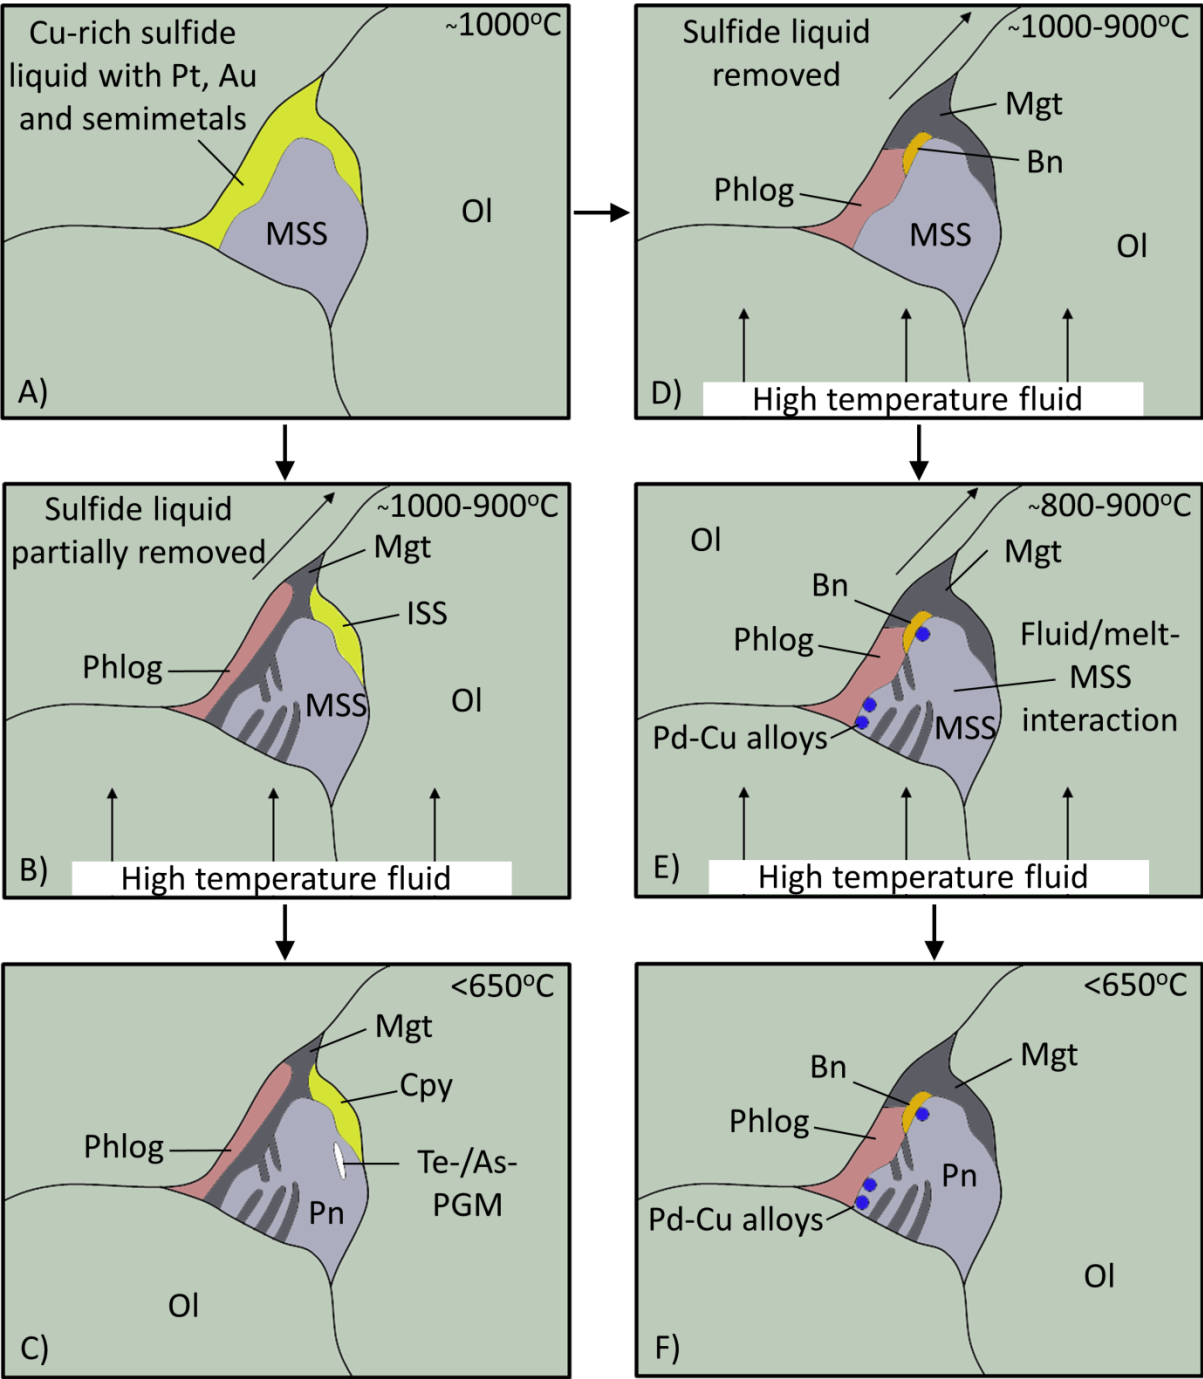 Cu-rich sulfide
liquid with Pt, Au
and semimetals
~1000°C
MSS
Ol
A)
Sulfide liquid
removed
~1000-900°C
Mgt
Bn
Phlog
MSS
Ol
D)
High temperature fluid
Sulfide liquid
partially removed
~1000-900°C
Mgt
ISS
Phlog
MSS
Ol
B)
High temperature fluid
~800-900°C
Ol
Mgt
Bn
Phlog
Fluid/melt-
MSS
interaction
MSS
Pd-Cu alloys
E)
High temperature fluid
<650°C
Mgt
Cpy
Phlog
Te-/As-
PGM
Pn
Ol
C)
<650°C
Mgt
Bn
Phlog
Pn
Pd-Cu alloys
Ol
F)